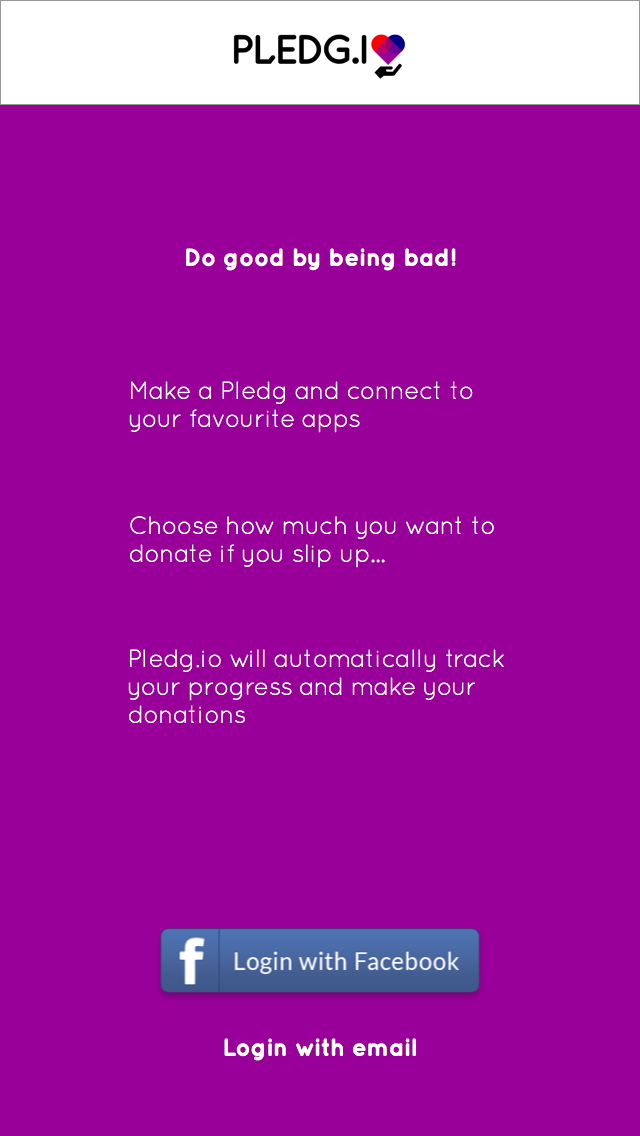 PLEDG.I
Do good by being bad!
Make a Pledg and connect to
your favourite apps
Choose how much you want to
donate if you slip up...
Pledg.io will automatically track
your progress and make your
donations
f Login with Facebook
Login with email